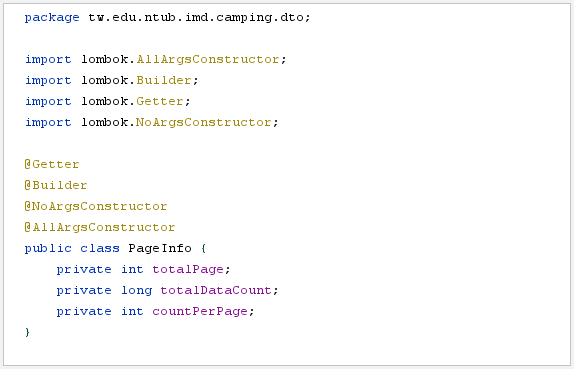 package tw.edu.ntub.imd.camping.dto;
import lombok.AllArgsConstructor;
import lombok.Builder;
import lombok.Getter;
import lombok.NoArgsConstructor;
@Getter
@Builder
@NoArgsConstructor
@AllArgsConstructor
public class PageInfo {
    private int totalPage;
    private long totalDataCount;
    private int countPerPage;
}